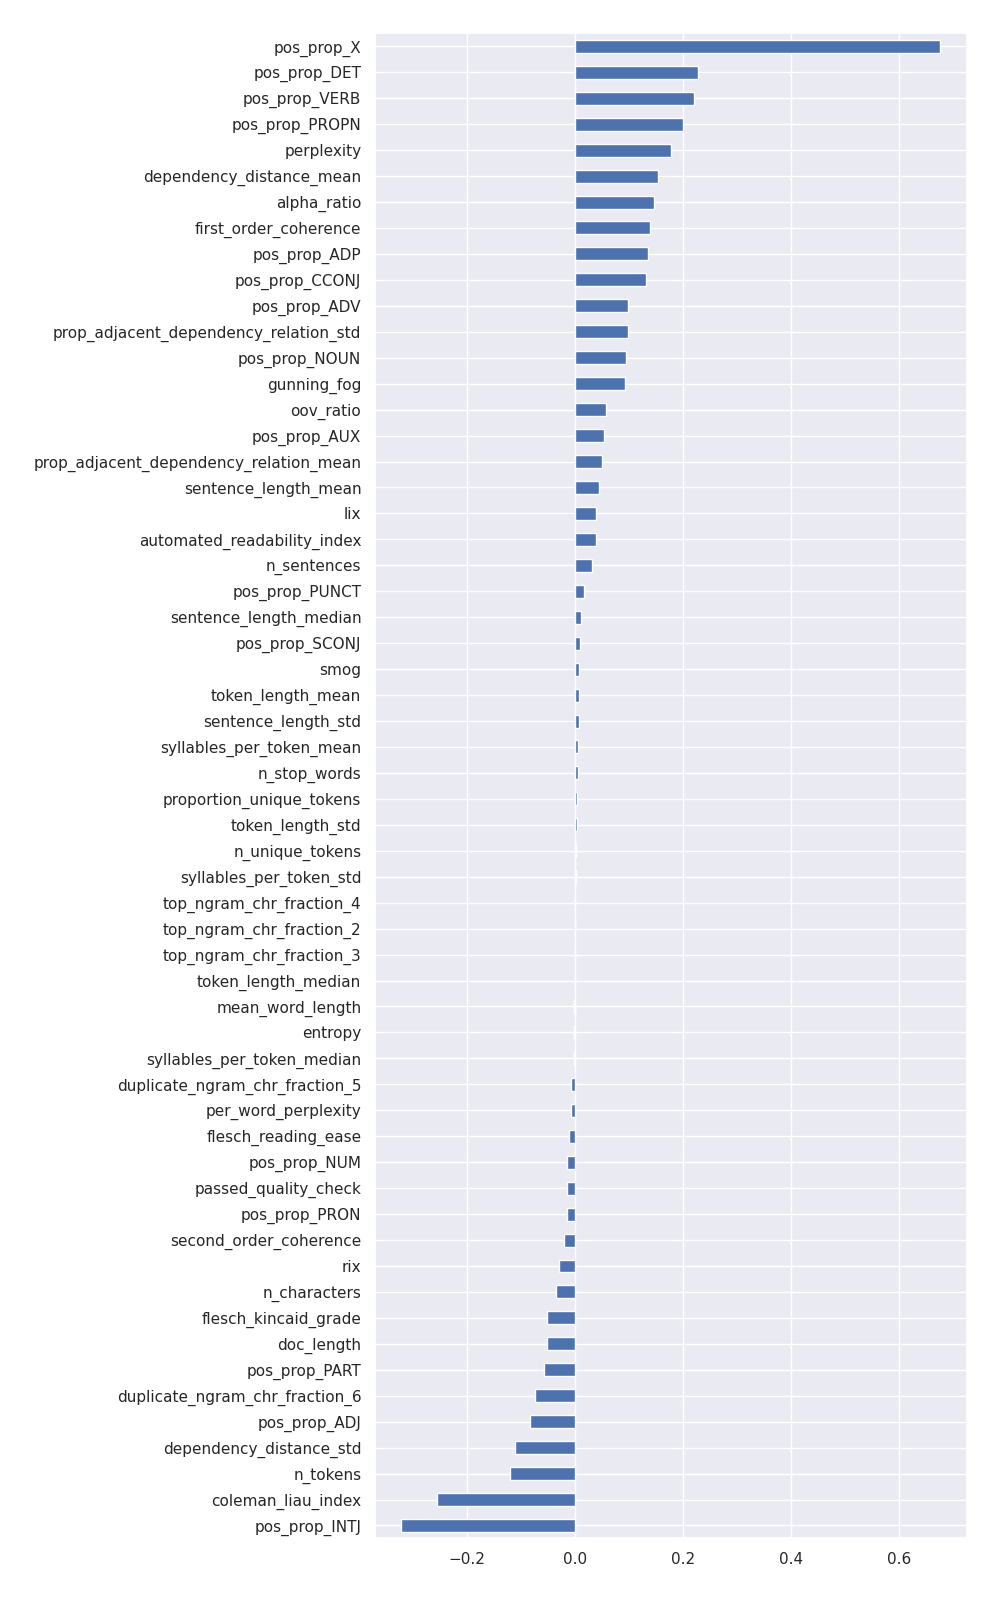 pos_prop_X
pos_prop_DET
pos_prop_VERB
pos_prop_PROPN
perplexity
dependency_distance_mean
alpha_ratio
first_order_coherence
pos_prop_ADP
pos_prop_CCONJ
pos_prop_ADV
prop_adjacent_dependency_relation_std
pos_prop_NOUN
gunning_fog
oov_ratio
pos_prop_AUX
prop_adjacent_dependency_relation_mean
sentence_length_mean
lix
automated_readability_index
n_sentences
pos_prop_PUNCT
sentence_length_median
pos_prop_SCONJ
smog
token_length_mean
sentence_length_std
syllables_per_token_mean
n_stop_words
proportion_unique_tokens
token_length_std
n_unique_tokens
syllables_per_token_std
top_ngram_chr_fraction_4
top_ngram_chr_fraction_2
top_ngram_chr_fraction_3
token_length_median
mean_word_length
entropy
syllables_per_token_median
duplicate_ngram_chr_fraction_5
per_word_perplexity
flesch_reading_ease
pos_prop_NUM
passed_quality_check
pos_prop_PRON
second_order_coherence
rix
n_characters
flesch_kincaid_grade
doc_length
pos_prop_PART
duplicate_ngram_chr_fraction_6
pos_prop_ADJ
dependency_distance_std
n_tokens
coleman_liau_index
pos_prop_INTJ
−0.2 0.0 0.2 0.4 0.6